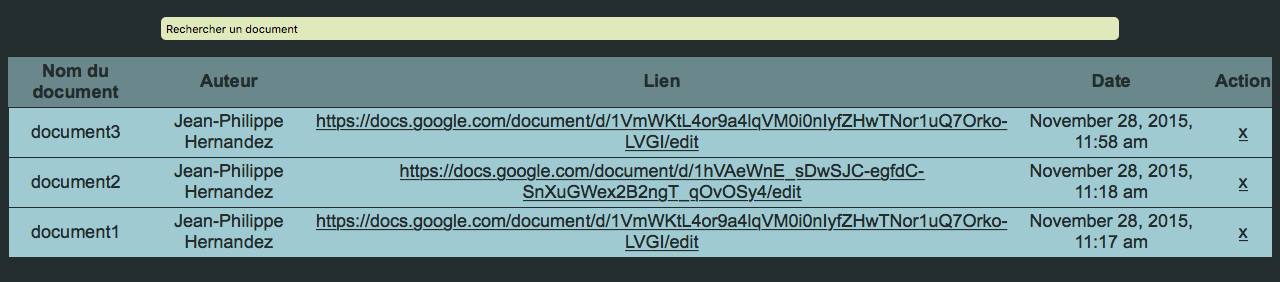 Rechercher un document
Nom du document Auteur Lien Date Action
document3 Jean-Philippe Hernandez https://docs.google.com/document/d/1VmWKtL4or9a4lqVM0i0nIyfZHwTNor1uQ7Orko-LVGI/edit November 28, 2015, 11:58 am x
document2 Jean-Philippe Hernandez https://docs.google.com/document/d/1hVAeWnE_sDwSJC-egfdC-SnXuGWex2B2ngT_qOvOSy4/edit November 28, 2015, 11:18 am x
document1 Jean-Philippe Hernandez https://docs.google.com/document/d/1VmWKtL4or9a4lqVM0i0nIyfZHwTNor1uQ7Orko-LVGI/edit November 28, 2015, 11:17 am x